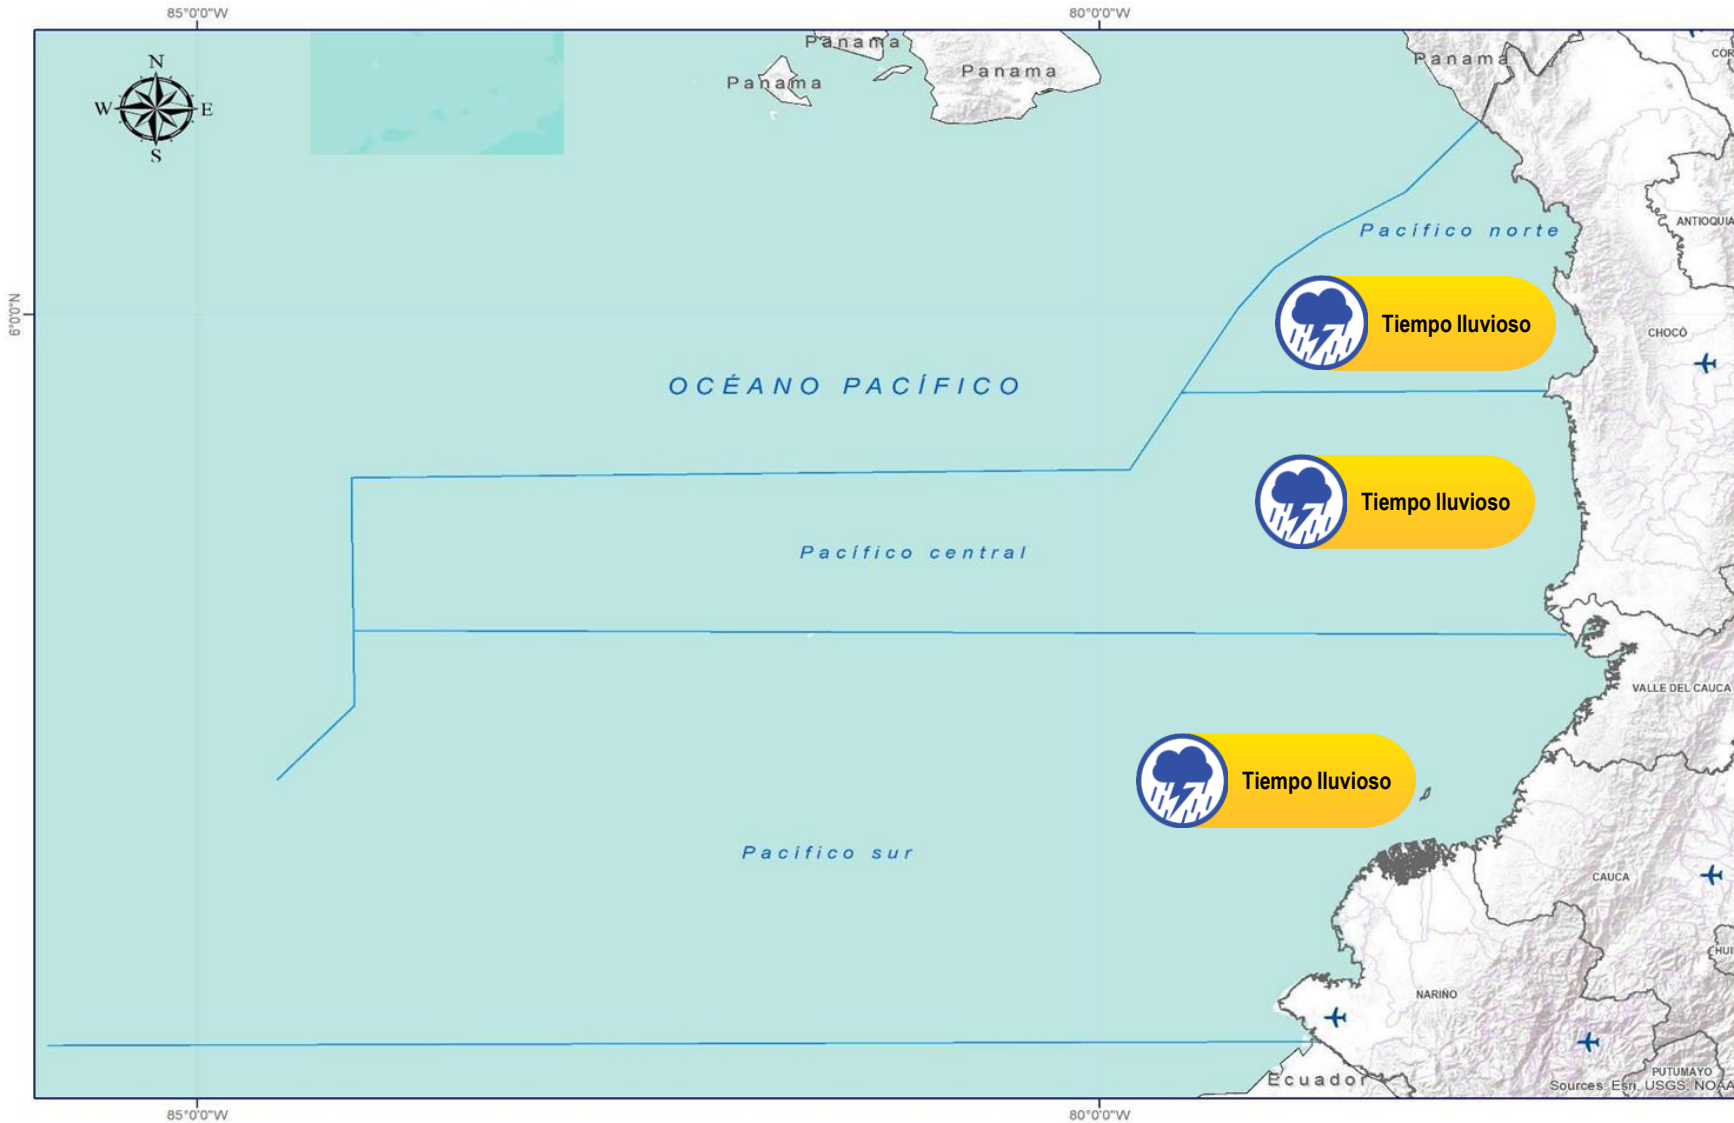 85°0'0"W
80°0'0"W
N
W
E
S
Panama
Panama
Panama
Panama
COR
ANTIOQUIA
Pacífico norte
6°0'0"N
Tiempo lluvioso
CHOCÓ
OCÉANO PACÍFICO
Tiempo lluvioso
Pacífico central
VALLE DEL CAUCA
Tiempo lluvioso
Pacífico sur
CAUCA
HUI
NARIÑO
PUTUMAYO
Ecuador
Sources: Esri, USGS, NOAA
85°0'0"W
80°0'0"W